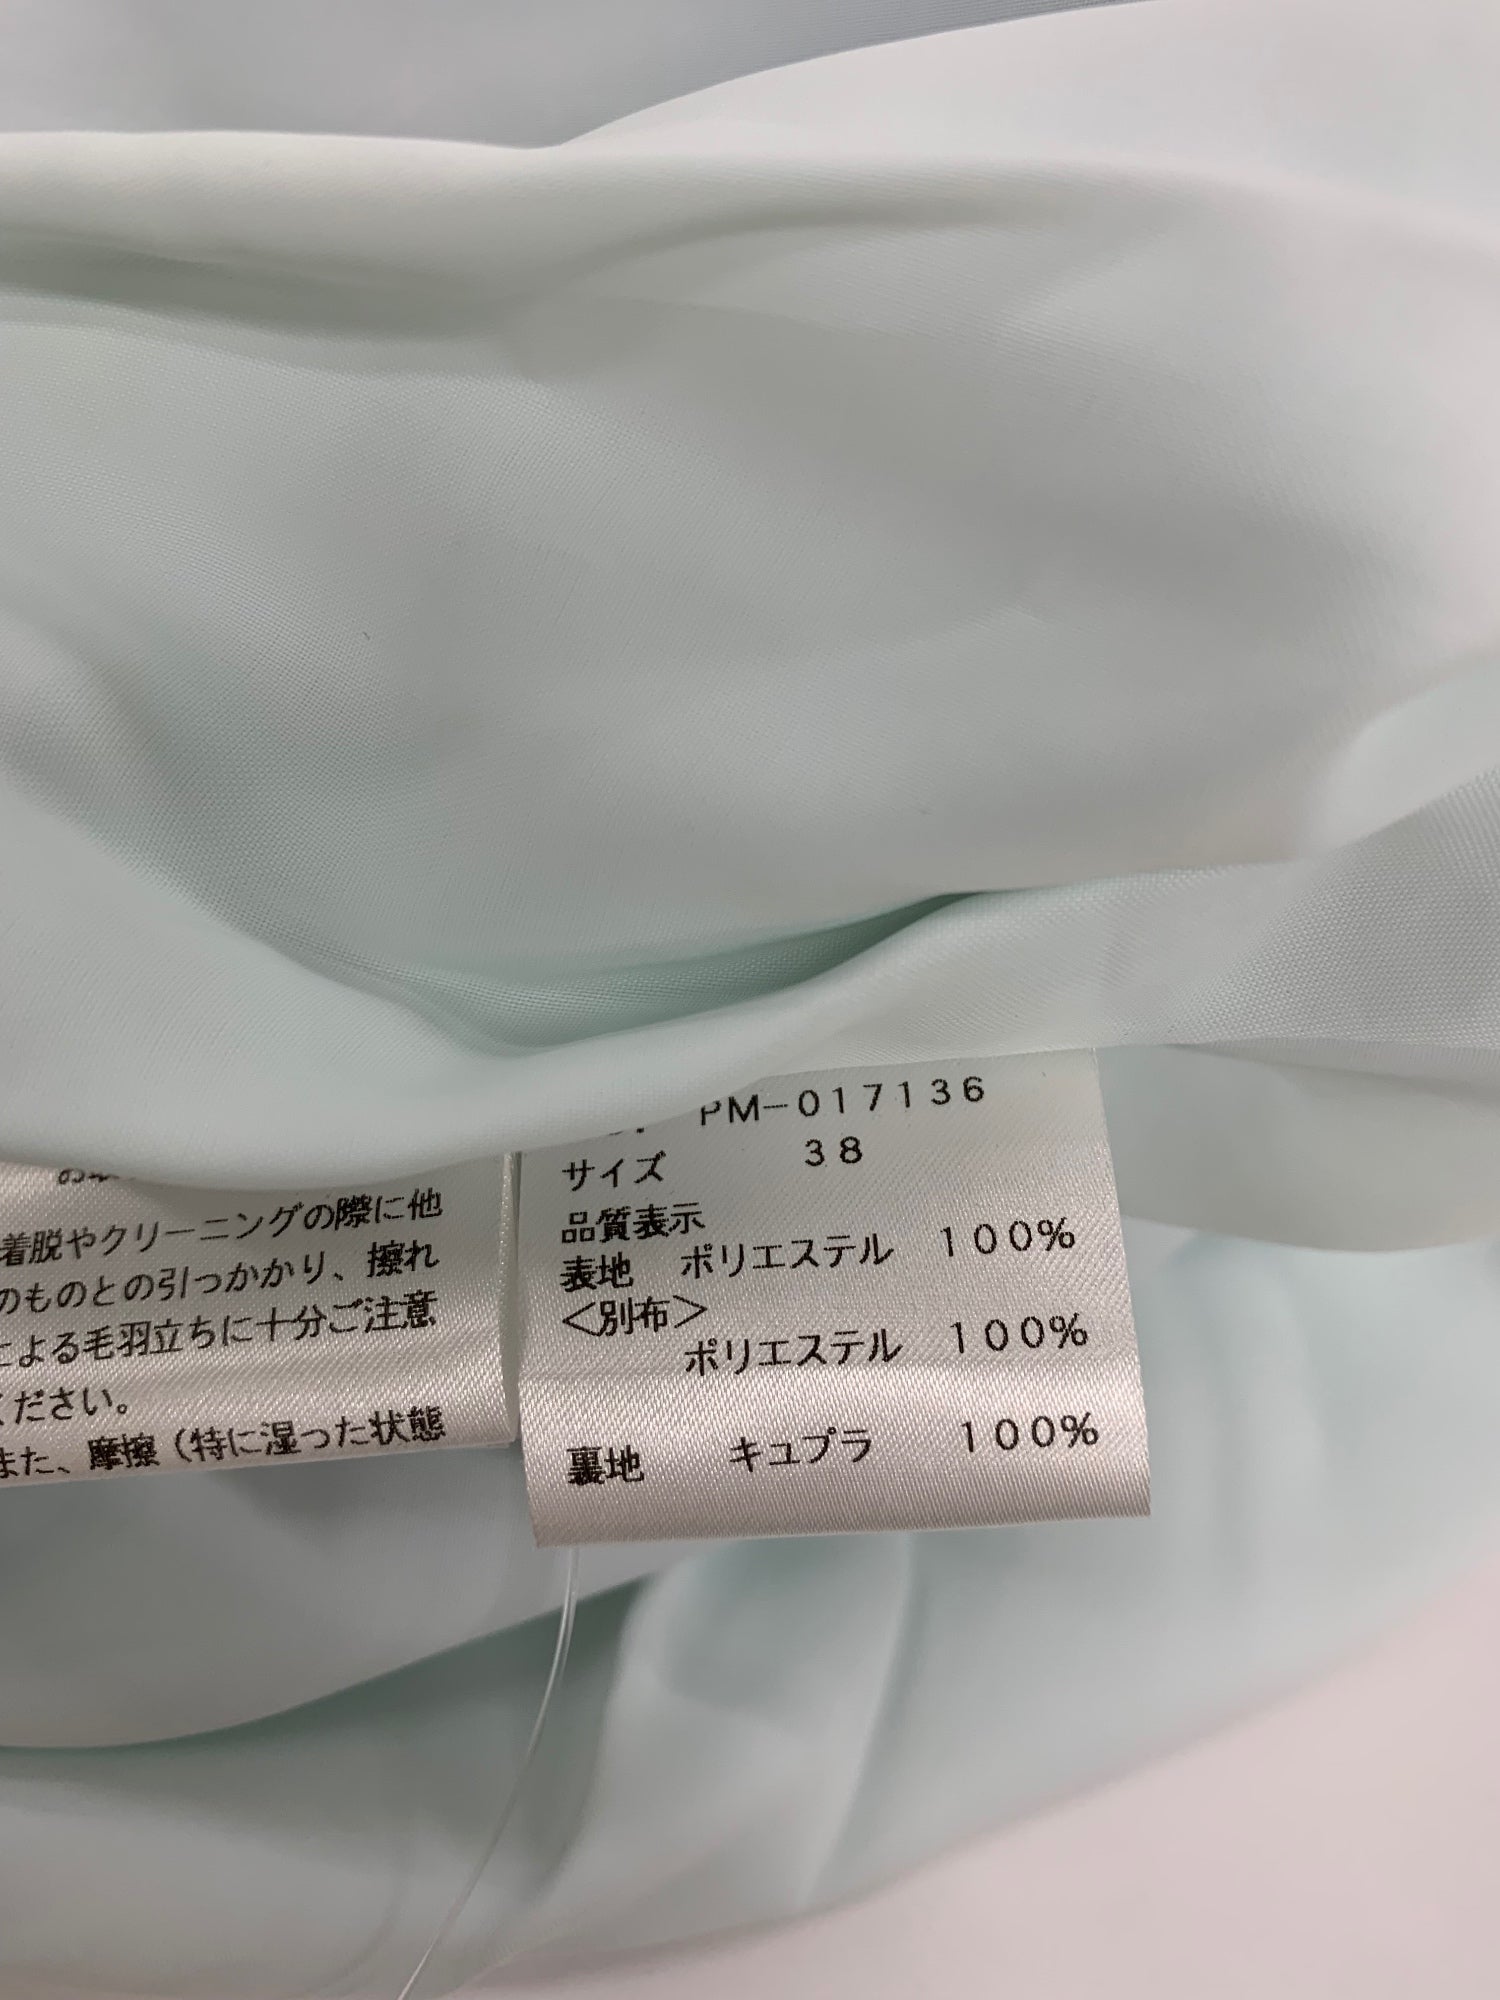 着脱やクリーニングの際に他
のものとの引っかかり、擦れ
による毛羽立ちに十分ご注意
ください。
また、摩擦(特に湿った状態
PM-017136
サイズ 38
品質表示
表地 ポリエステル 100%
<別布>
ポリエステル 100%
裏地 キュプラ 100%